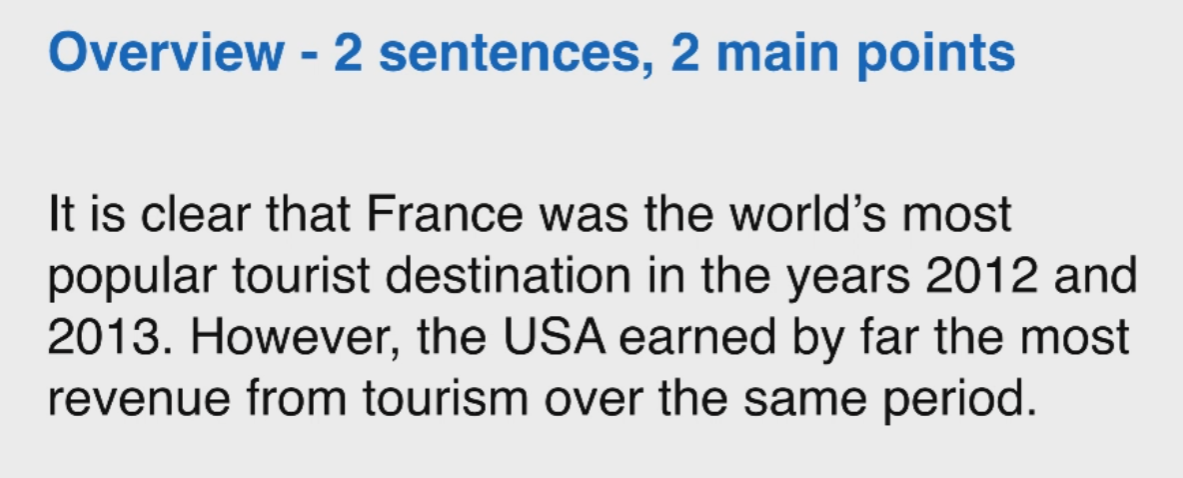 Overview - 2 sentences, 2 main points
It is clear that France was the world’s most
popular tourist destination in the years 2012 and
2013. However, the USA earned by far the most
revenue from tourism over the same period.